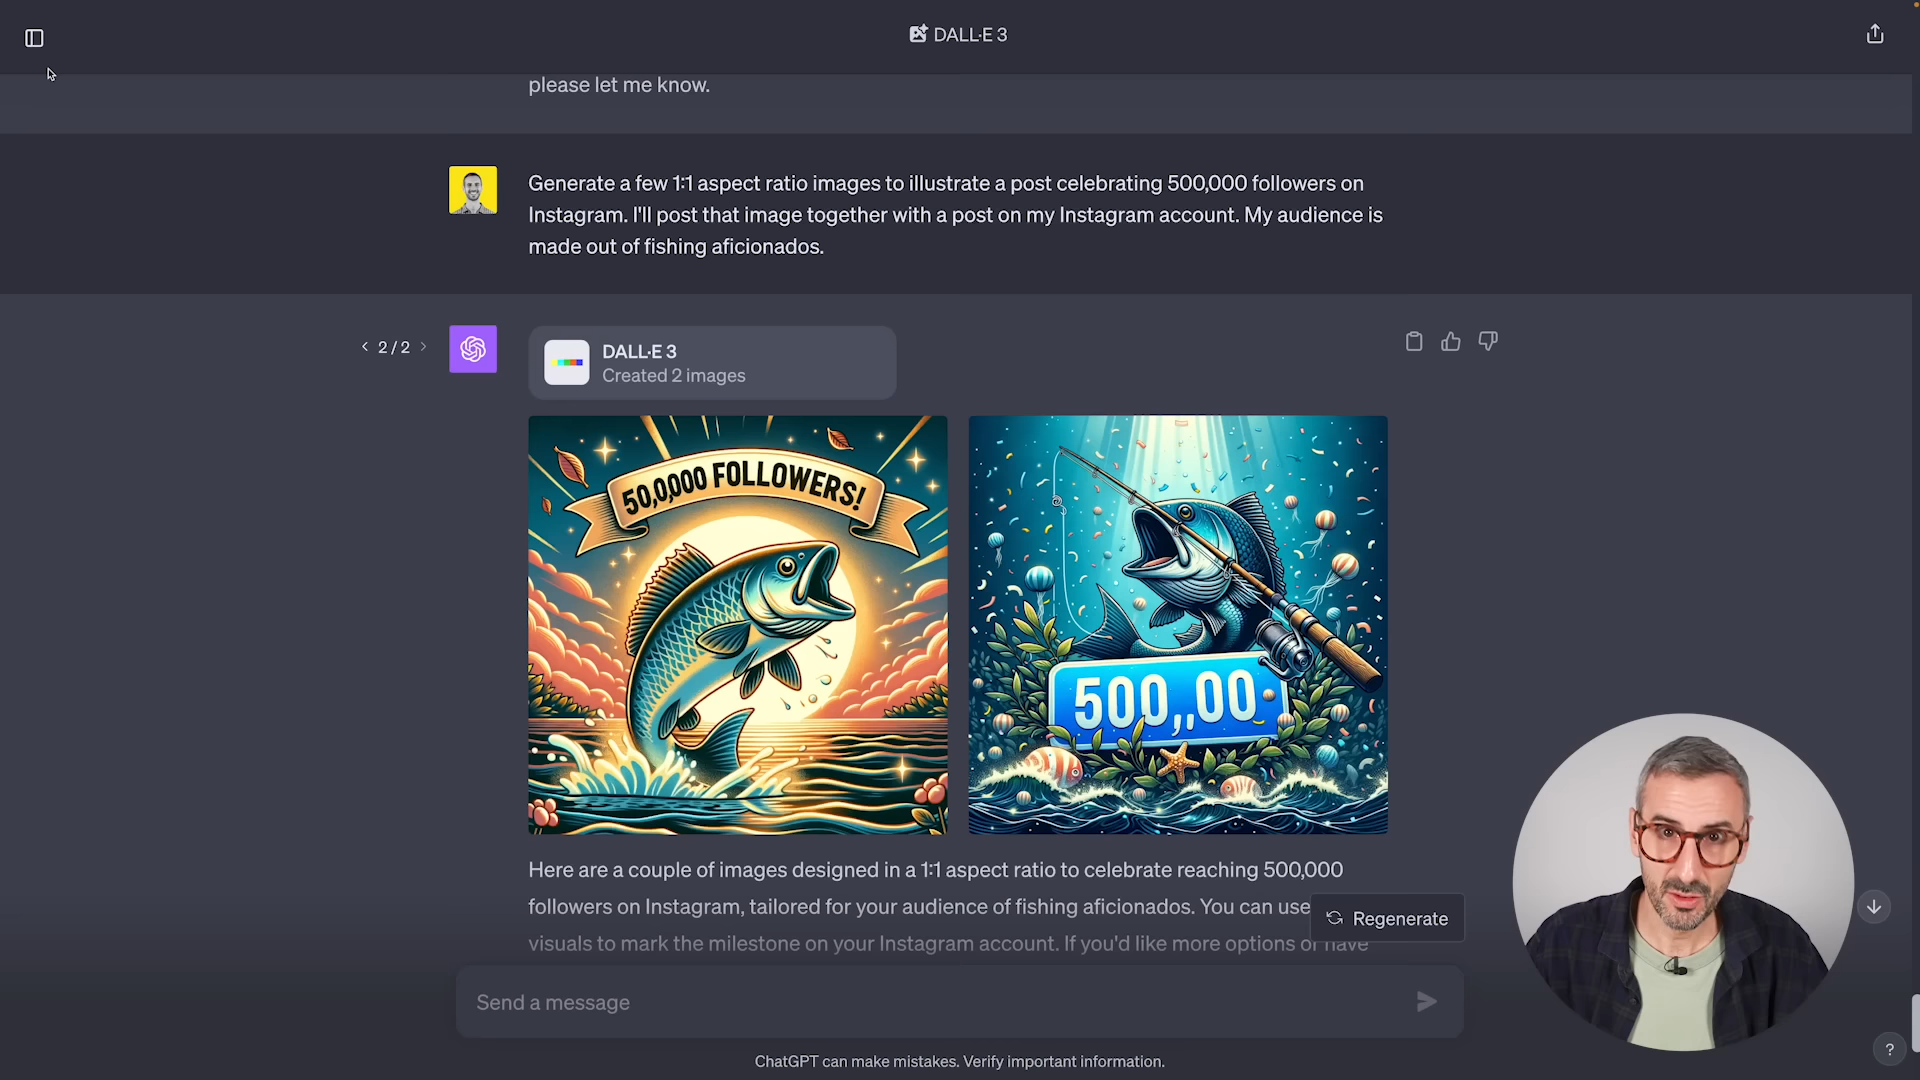 DALL·E 3
please let me know.
Generate a few 1:1 aspect ratio images to illustrate a post celebrating 500,000 followers on
Instagram. I'll post that image together with a post on my Instagram account. My audience is
made out of fishing aficionados.
2 / 2
DALL·E 3
Created 2 images
50,0,000 FOLLOWERS!
500,,00
Here are a couple of images designed in a 1:1 aspect ratio to celebrate reaching 500,000
followers on Instagram, tailored for your audience of fishing aficionados. You can use
Regenerate
visuals to mark the milestone on your Instagram account. If you'd like more options or have
Send a message
ChatGPT can make mistakes. Verify important information.
?